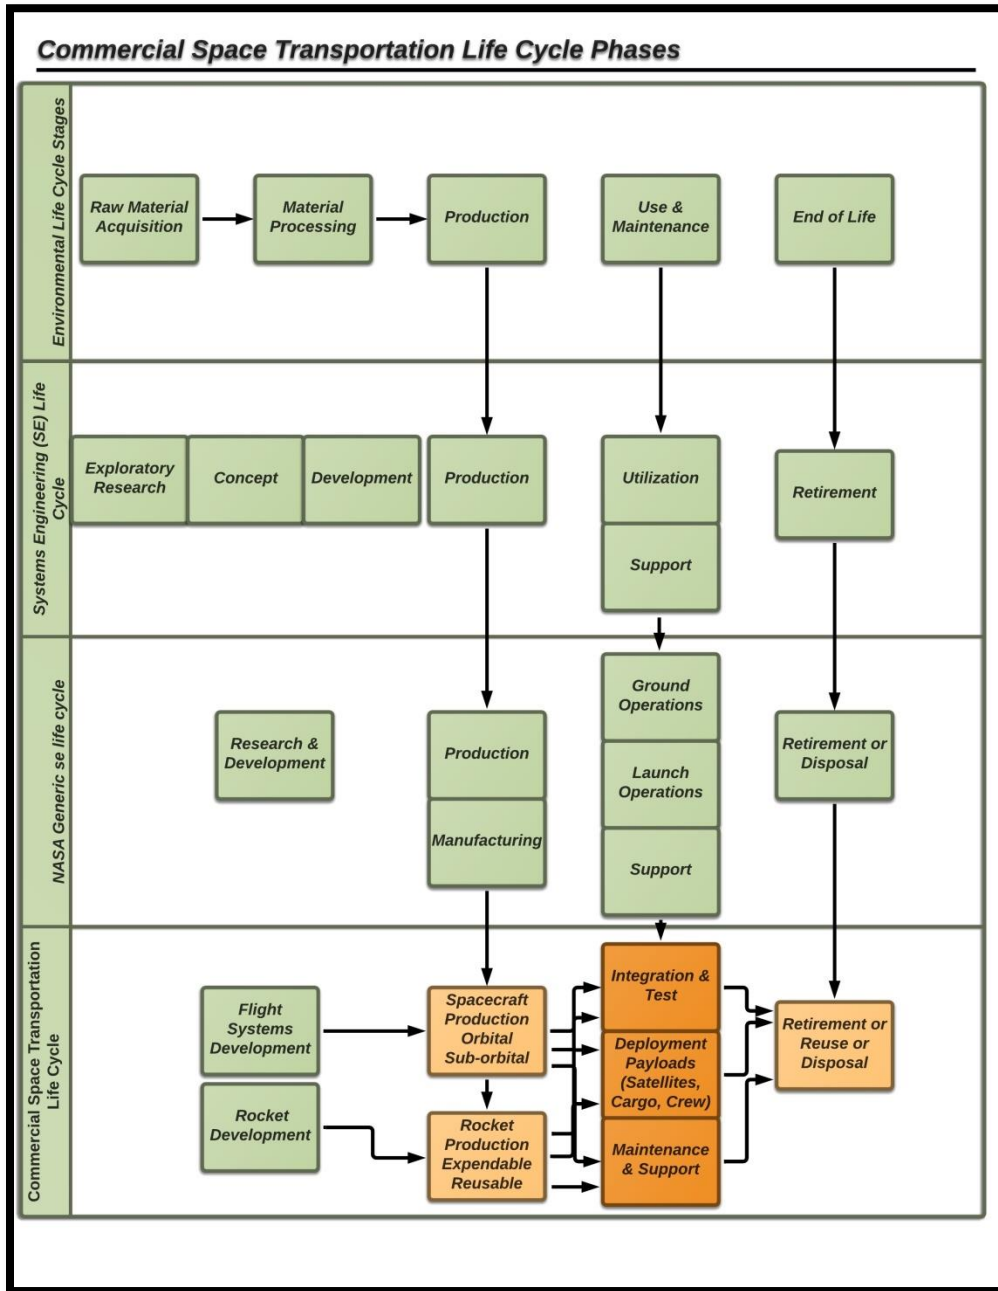 Commercial Space Transportation Life Cycle Phases
Environmental Life Cycle Stages
Raw Material
Acquisition
Material
Processing
Production
Use &
Maintenance
End of Life
Systems Engineering (SE) Life
Cycle
Exploratory
Research
Concept
Development
Production
Utilization
Support
Retirement
NASA Generic se life cycle
Research &
Development
Production
Manufacturing
Ground
Operations
Launch
Operations
Support
Retirement or
Disposal
Commercial Space Transportation
Life Cycle
Flight
Systems
Development
Rocket
Development
Spacecraft
Production
Orbital
Sub-orbital
Rocket
Production
Expendable
Reusable
Integration &
Test
Deployment
Payloads
(Satellites,
Cargo, Crew)
Maintenance
& Support
Retirement or
Reuse or
Disposal